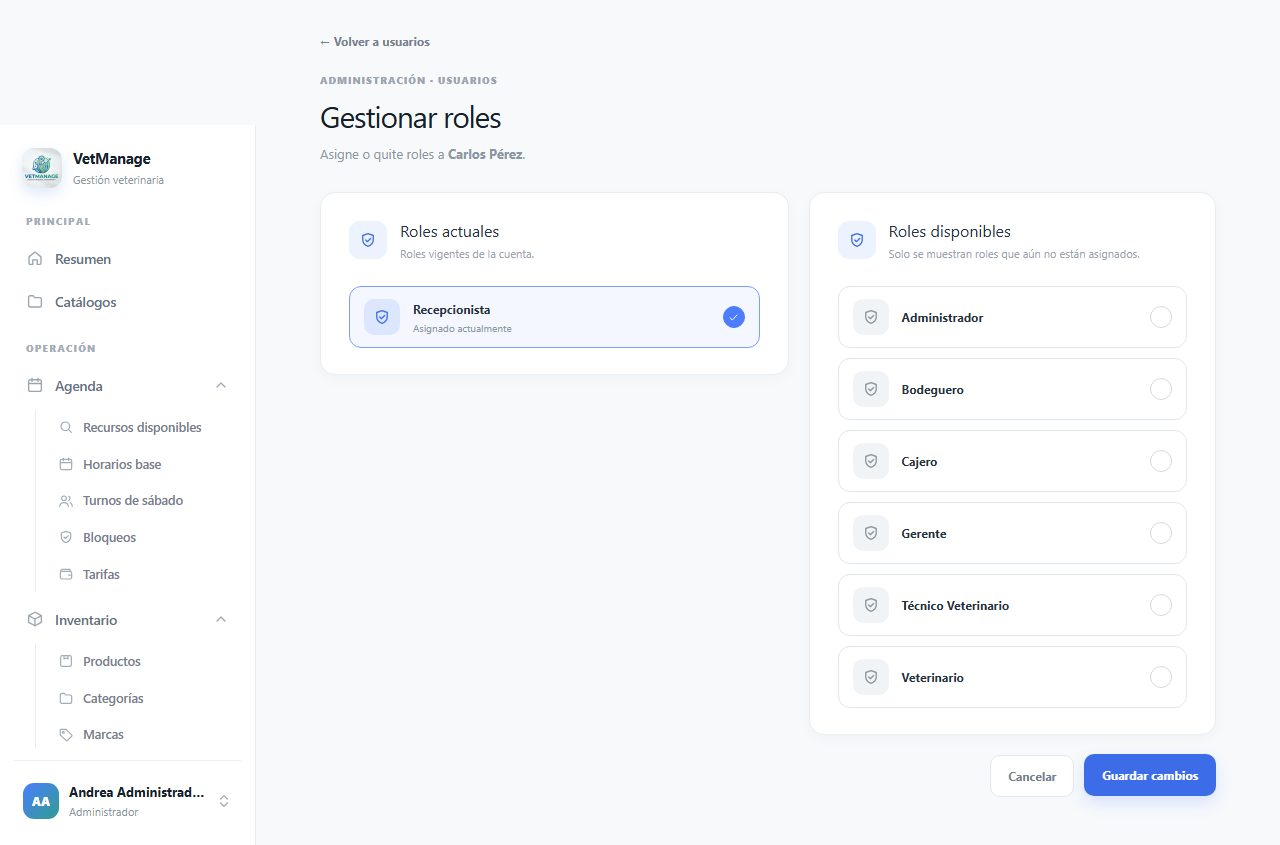 ← Volver a usuarios
ADMINISTRACIÓN · USUARIOS
Gestionar roles
Asigne o quite roles a Carlos Pérez.
VETMANAGE
VetManage
Gestión veterinaria
PRINCIPAL
Resumen
Catálogos
OPERACIÓN
Agenda
Recursos disponibles
Horarios base
Turnos de sábado
Bloqueos
Tarifas
Inventario
Productos
Categorías
Marcas
AA
Andrea Administrad...
Administrador
Roles actuales
Roles vigentes de la cuenta.
Recepcionista
Asignado actualmente
Roles disponibles
Solo se muestran roles que aún no están asignados.
Administrador
Bodeguero
Cajero
Gerente
Técnico Veterinario
Veterinario
Cancelar
Guardar cambios